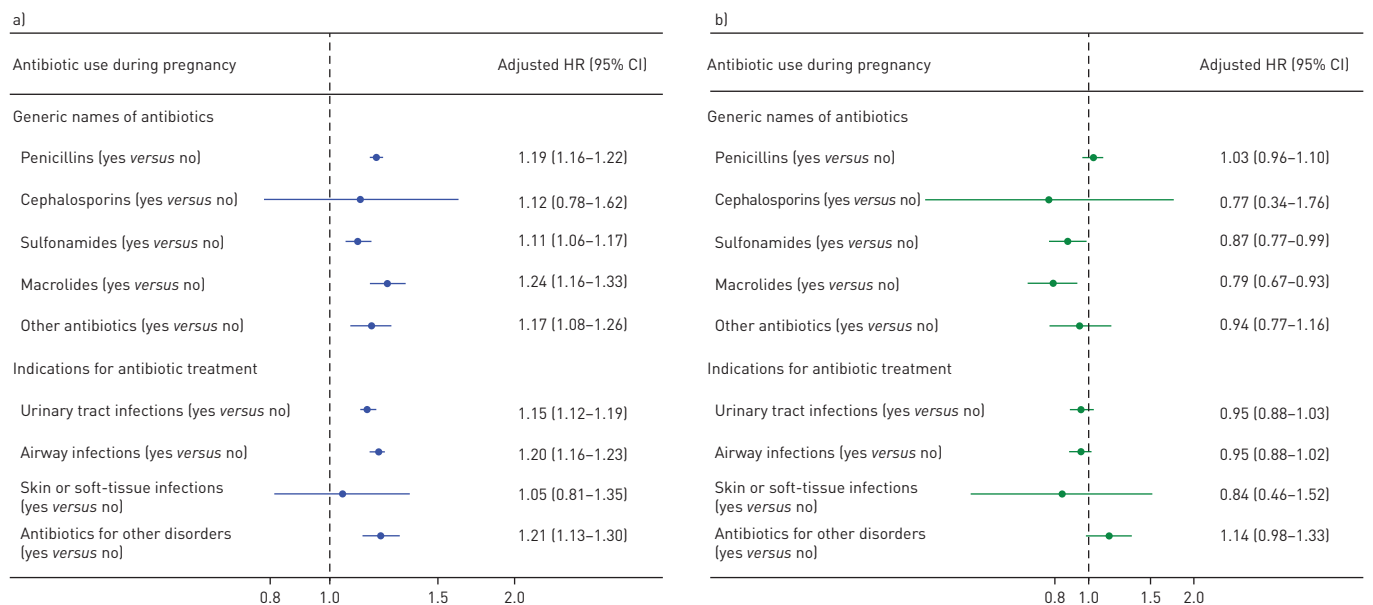 a)
Antibiotic use during pregnancy Adjusted HR (95% CI)
Generic names of antibiotics
Penicillins (yes versus no) 1.19 (1.16–1.22)
Cephalosporins (yes versus no) 1.12 (0.78–1.62)
Sulfonamides (yes versus no) 1.11 (1.06–1.17)
Macrolides (yes versus no) 1.24 (1.16–1.33)
Other antibiotics (yes versus no) 1.17 (1.08–1.26)
Indications for antibiotic treatment
Urinary tract infections (yes versus no) 1.15 (1.12–1.19)
Airway infections (yes versus no) 1.20 (1.16–1.23)
Skin or soft-tissue infections 1.05 (0.81–1.35)
(yes versus no)
Antibiotics for other disorders 1.21 (1.13–1.30)
(yes versus no)
0.8 1.0 1.5 2.0
b)
Antibiotic use during pregnancy Adjusted HR (95% CI)
Generic names of antibiotics
Penicillins (yes versus no) 1.03 (0.96–1.10)
Cephalosporins (yes versus no) 0.77 (0.34–1.76)
Sulfonamides (yes versus no) 0.87 (0.77–0.99)
Macrolides (yes versus no) 0.79 (0.67–0.93)
Other antibiotics (yes versus no) 0.94 (0.77–1.16)
Indications for antibiotic treatment
Urinary tract infections (yes versus no) 0.95 (0.88–1.03)
Airway infections (yes versus no) 0.95 (0.88–1.02)
Skin or soft-tissue infections 0.84 (0.46–1.52)
(yes versus no)
Antibiotics for other disorders 1.14 (0.98–1.33)
(yes versus no)
0.8 1.0 1.5 2.0